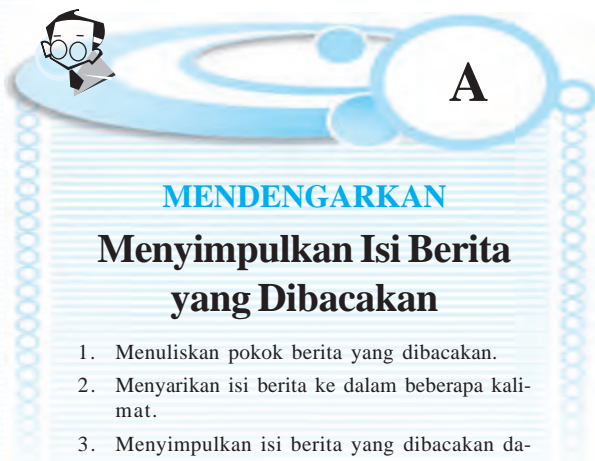 A
MENDENGARKAN
Menyimpulkan Isi Berita
yang Dibacakan
1. Menuliskan pokok berita yang dibacakan.
2. Menyarikan isi berita ke dalam beberapa kali-
mat.
3. Menyimpulkan isi berita yang dibacakan da-